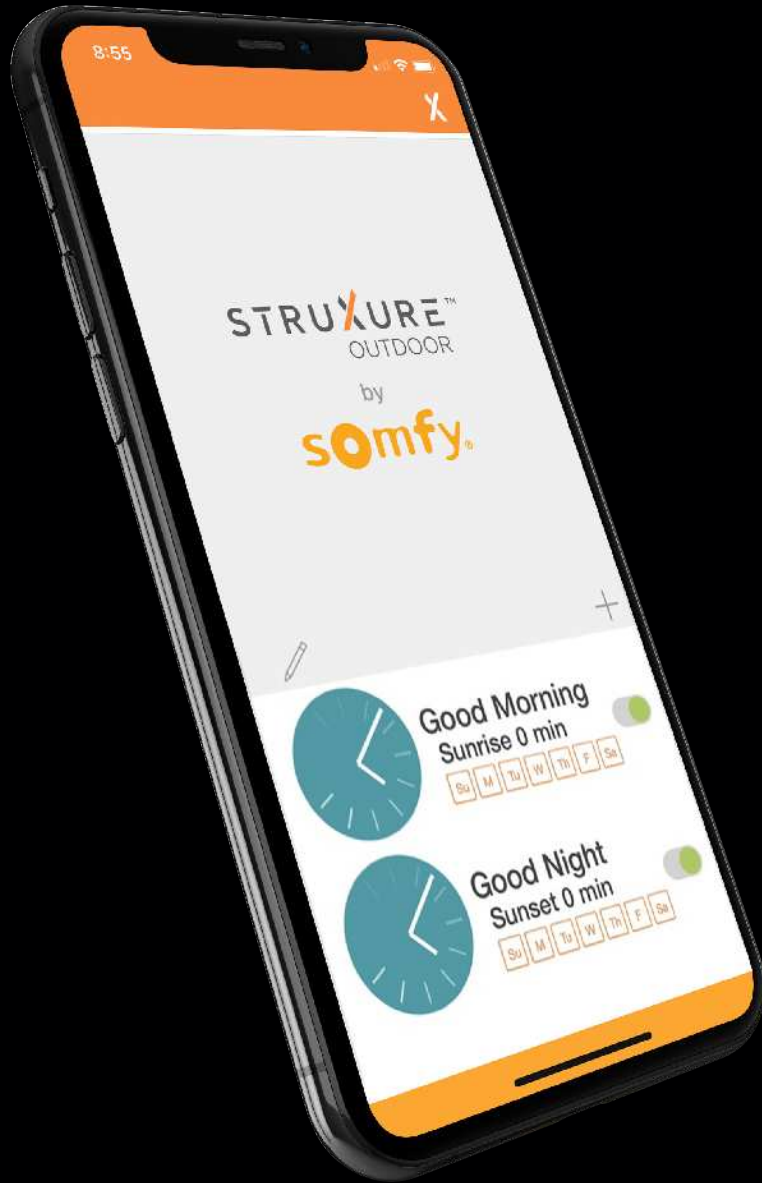 8:55
STRUXURE™
OUTDOOR
by
somfy®
Good Morning
Sunrise 0 min
Su M Tu W Th F Sa
Good Night
Sunset 0 min
Su M Tu W Th F Sa